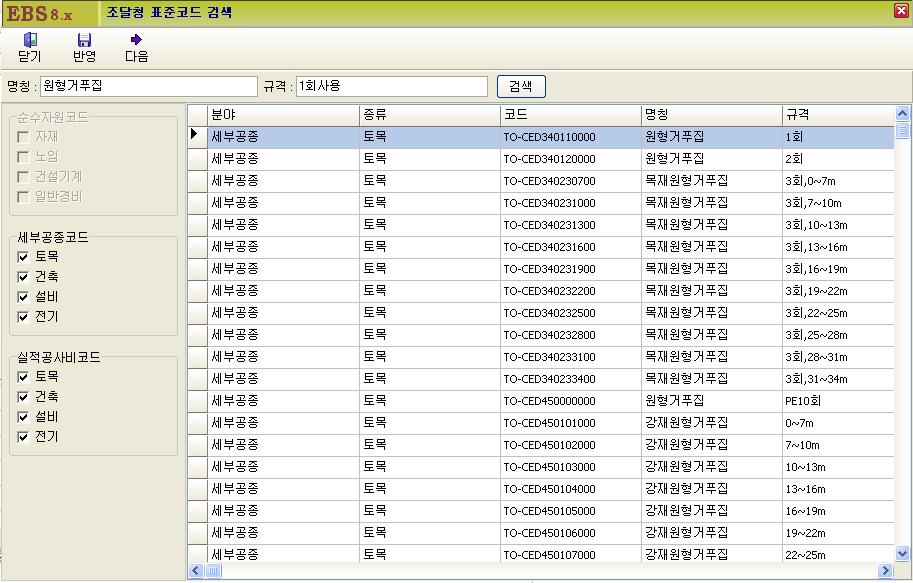 EBS 8.x 조달청 표준코드 검색
닫기 반영 다음
명칭 : 원형거푸집 규격 : 1회사용 검색
순수자원코드
자재
노임
건설기계
일반경비
세부공종코드
토목
건축
설비
전기
실적공사비코드
토목
건축
설비
전기
분야 종류 코드 명칭 규격
세부공종 토목 TO-CED340110000 원형거푸집 1회
세부공종 토목 TO-CED340120000 원형거푸집 2회
세부공종 토목 TO-CED340230700 목재원형거푸집 3회,0~7m
세부공종 토목 TO-CED340231000 목재원형거푸집 3회,7~10m
세부공종 토목 TO-CED340231300 목재원형거푸집 3회,10~13m
세부공종 토목 TO-CED340231600 목재원형거푸집 3회,13~16m
세부공종 토목 TO-CED340231900 목재원형거푸집 3회,16~19m
세부공종 토목 TO-CED340232200 목재원형거푸집 3회,19~22m
세부공종 토목 TO-CED340232500 목재원형거푸집 3회,22~25m
세부공종 토목 TO-CED340232800 목재원형거푸집 3회,25~28m
세부공종 토목 TO-CED340233100 목재원형거푸집 3회,28~31m
세부공종 토목 TO-CED340233400 목재원형거푸집 3회,31~34m
세부공종 토목 TO-CED450000000 원형거푸집 PE10회
세부공종 토목 TO-CED450101000 강재원형거푸집 0~7m
세부공종 토목 TO-CED450102000 강재원형거푸집 7~10m
세부공종 토목 TO-CED450103000 강재원형거푸집 10~13m
세부공종 토목 TO-CED450104000 강재원형거푸집 13~16m
세부공종 토목 TO-CED450105000 강재원형거푸집 16~19m
세부공종 토목 TO-CED450106000 강재원형거푸집 19~22m
세부공종 토목 TO-CED450107000 강재원형거푸집 22~25m